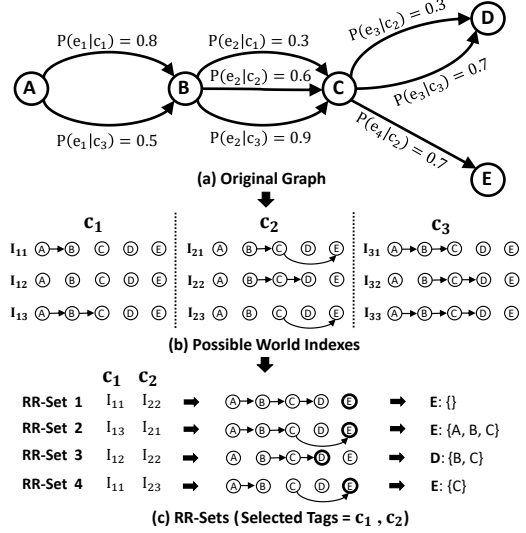 P(e₁|c₁) = 0.8
P(e₂|c₁) = 0.3
P(e₃|c₂) = 0.3
D
A
B
P(e₂|c₂) = 0.6
C
P(e₁|c₃) = 0.5
P(e₂|c₃) = 0.9
P(e₃|c₃) = 0.7
P(e₄|c₂) = 0.7
E
(a) Original Graph
c₁ c₂ c₃
I₁₁ A B C D E I₂₁ A B C D E I₃₁ A B C D E
I₁₂ A B C D E I₂₂ A B C D E I₃₂ A B C D E
I₁₃ A B C D E I₂₃ A B C D E I₃₃ A B C D E
(b) Possible World Indexes
c₁ c₂
RR-Set 1 I₁₁ I₂₂ A B C D E E: {}
RR-Set 2 I₁₃ I₂₁ A B C D E E: {A, B, C}
RR-Set 3 I₁₂ I₂₂ A B C D E D: {B, C}
RR-Set 4 I₁₁ I₂₃ A B C D E E: {C}
(c) RR-Sets (Selected Tags = c₁ , c₂)